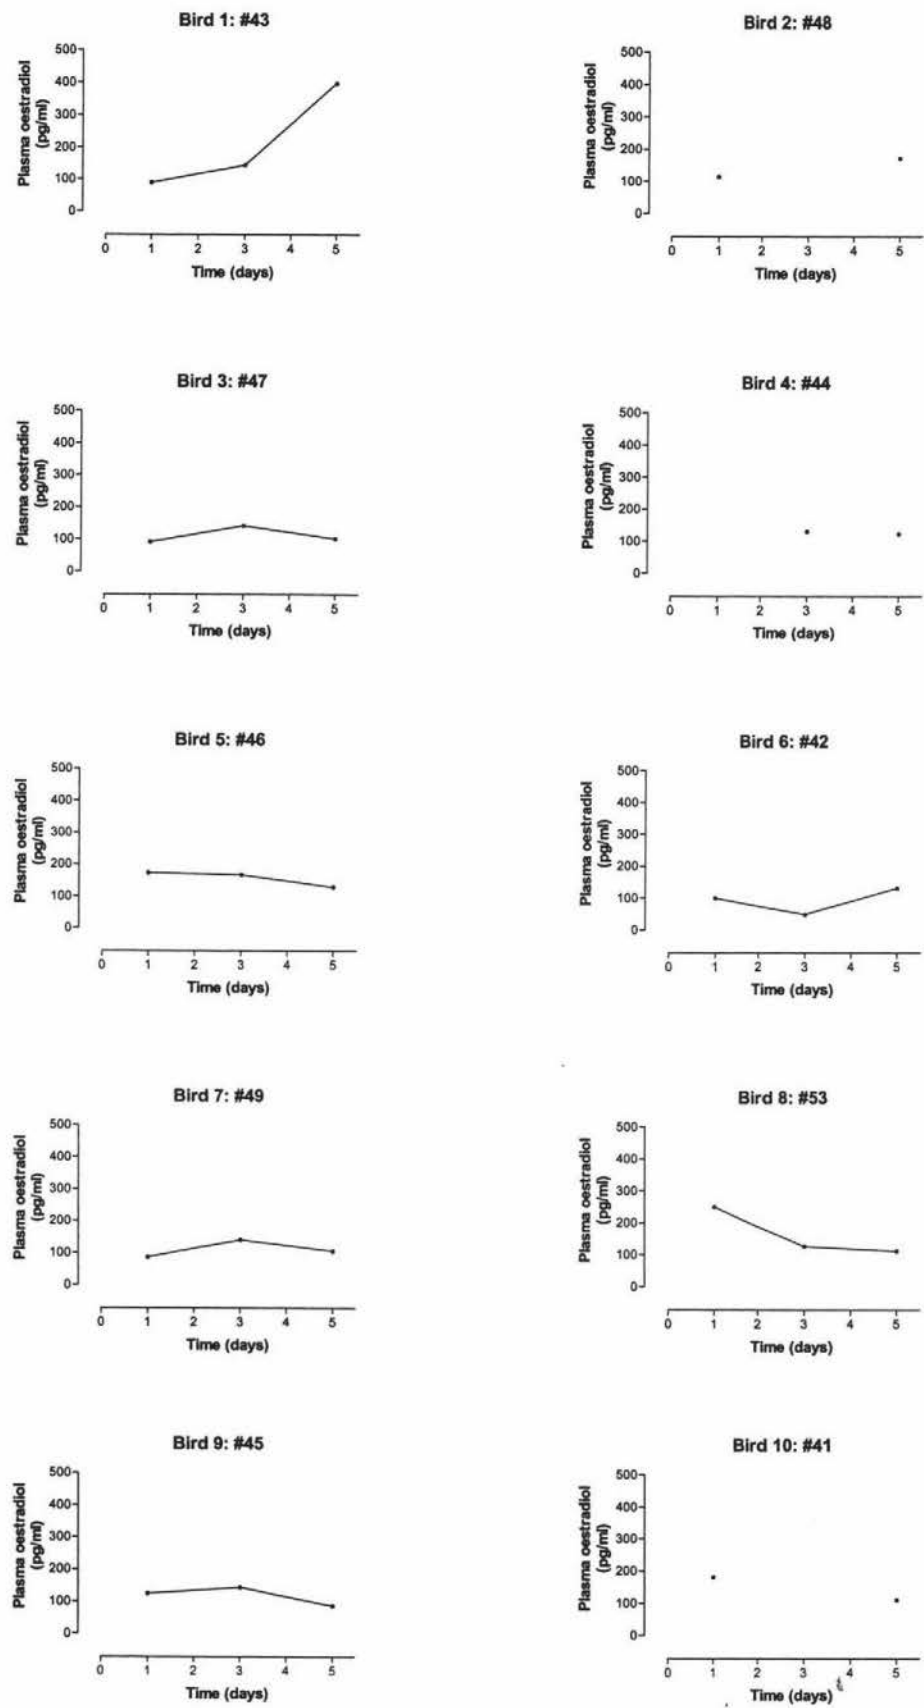 Bird 1: #43
Plasma oestradiol
(pg/ml)
500
400
300
200
100
0
0 1 2 3 4 5
Time (days)
Bird 2: #48
Plasma oestradiol
(pg/ml)
500
400
300
200
100
0
0 1 2 3 4 5
Time (days)
Bird 3: #47
Plasma oestradiol
(pg/ml)
500
400
300
200
100
0
0 1 2 3 4 5
Time (days)
Bird 4: #44
Plasma oestradiol
(pg/ml)
500
400
300
200
100
0
0 1 2 3 4 5
Time (days)
Bird 5: #46
Plasma oestradiol
(pg/ml)
500
400
300
200
100
0
0 1 2 3 4 5
Time (days)
Bird 6: #42
Plasma oestradiol
(pg/ml)
500
400
300
200
100
0
0 1 2 3 4 5
Time (days)
Bird 7: #49
Plasma oestradiol
(pg/ml)
500
400
300
200
100
0
0 1 2 3 4 5
Time (days)
Bird 8: #53
Plasma oestradiol
(pg/ml)
500
400
300
200
100
0
0 1 2 3 4 5
Time (days)
Bird 9: #45
Plasma oestradiol
(pg/ml)
500
400
300
200
100
0
0 1 2 3 4 5
Time (days)
Bird 10: #41
Plasma oestradiol
(pg/ml)
500
400
300
200
100
0
0 1 2 3 4 5
Time (days)